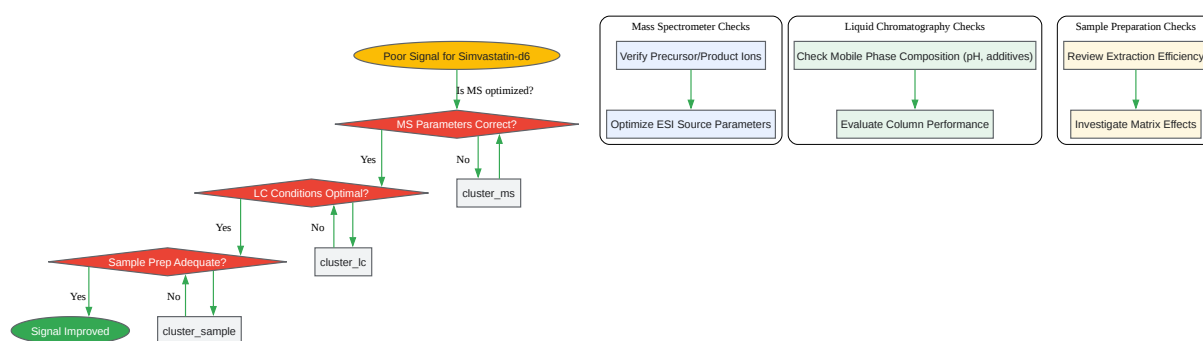 Poor Signal for Simvastatin-d6
Is MS optimized?
MS Parameters Correct?
Yes
No
LC Conditions Optimal?
cluster_ms
Yes
No
Sample Prep Adequate?
cluster_lc
Yes
No
Signal Improved
cluster_sample
Mass Spectrometer Checks
Verify Precursor/Product Ions
Optimize ESI Source Parameters
Liquid Chromatography Checks
Check Mobile Phase Composition (pH, additives)
Evaluate Column Performance
Sample Preparation Checks
Review Extraction Efficiency
Investigate Matrix Effects